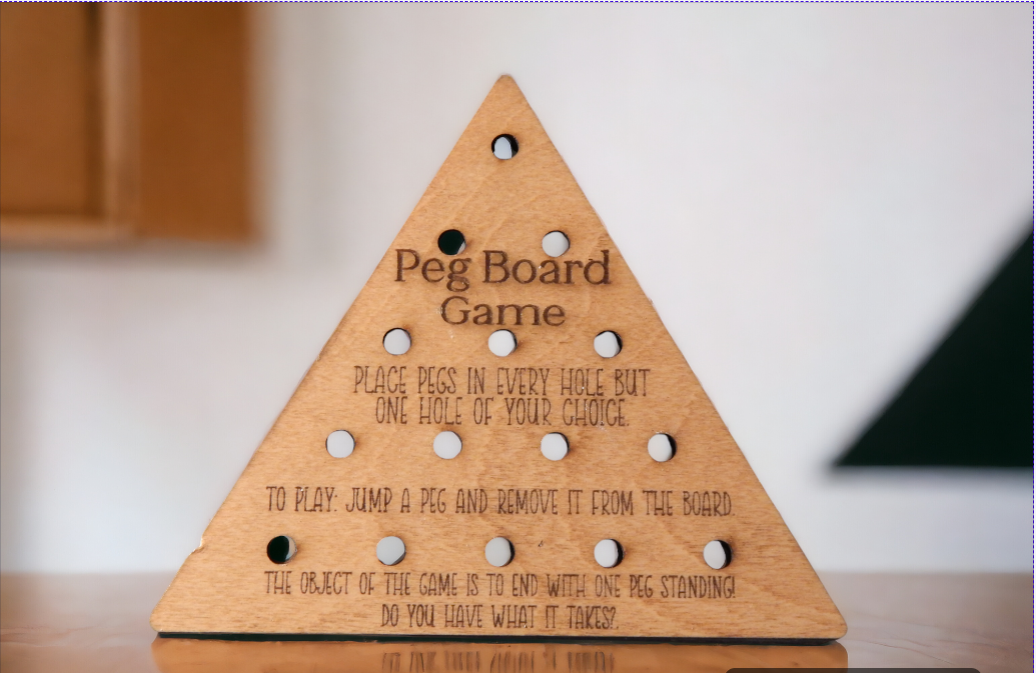 Peg Board
Game
PLACE PEGS IN EVERY HOLE BUT
ONE HOLE OF YOUR CHOICE.
TO PLAY: JUMP A PEG AND REMOVE IT FROM THE BOARD.
THE OBJECT OF THE GAME IS TO END WITH ONE PEG STANDING!
DO YOU HAVE WHAT IT TAKES?